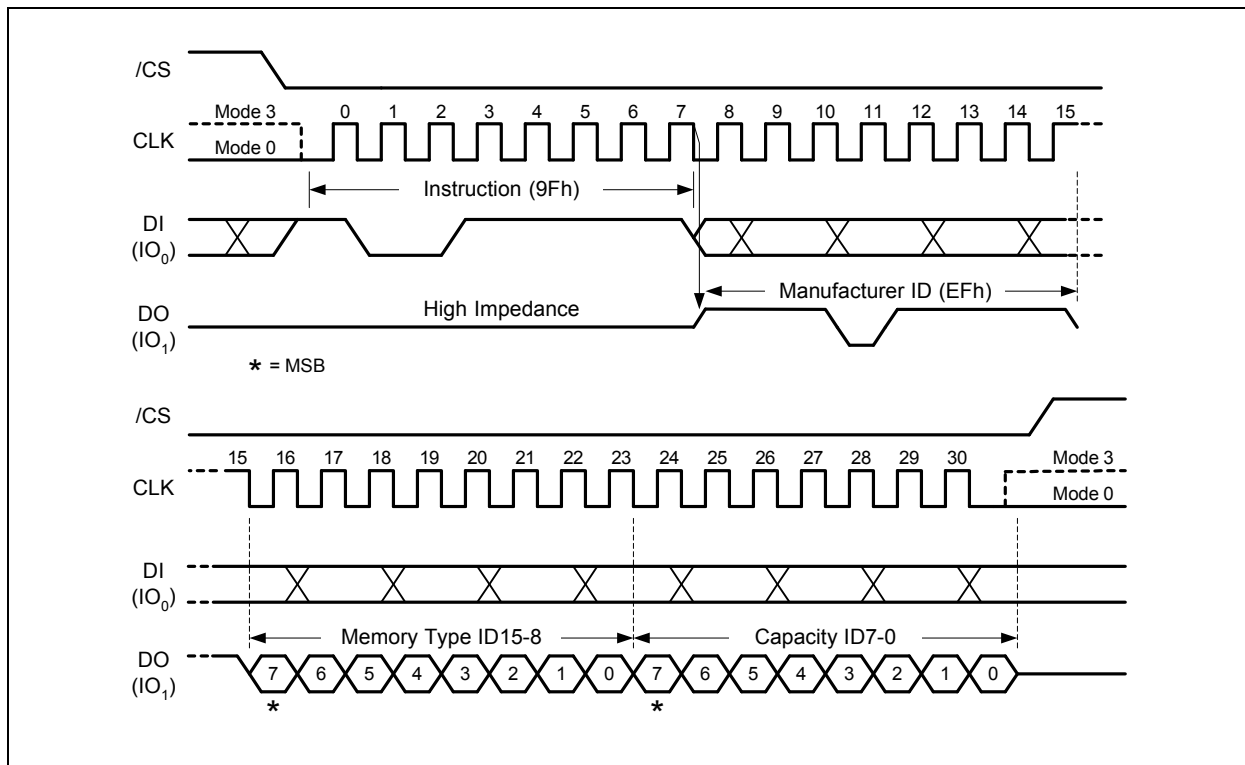 /CS
Mode 3 0 1 2 3 4 5 6 7 8 9 10 11 12 13 14 15
CLK
Mode 0
Instruction (9Fh)
DI
(IO0)
Manufacturer ID (EFh)
High Impedance
DO
(IO1)
* = MSB
/CS
15 16 17 18 19 20 21 22 23 24 25 26 27 28 29 30 Mode 3
CLK
Mode 0
DI
(IO0)
Memory Type ID15-8 Capacity ID7-0
DO
7 6 5 4 3 2 1 0 7 6 5 4 3 2 1 0
(IO1)
* *